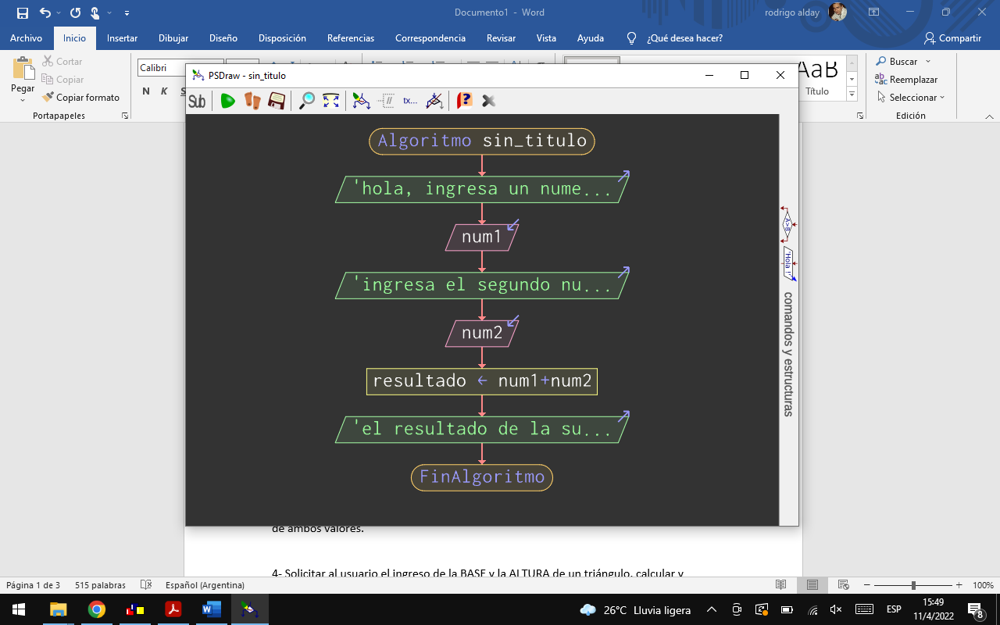 Documento1 - Word
rodrigo alday
Archivo
Inicio
Insertar
Dibujar
Diseño
Disposición
Referencias
Correspondencia
Revisar
Vista
Ayuda
¿Qué desea hacer?
Compartir
Pegar
Cortar
Copiar
Copiar formato
Portapapeles
Calibri
N K S
AaB
Título
Buscar
Reemplazar
Seleccionar
Edición
PSDraw - sin_titulo
Sub
tx...
Algoritmo sin_titulo
'hola, ingresa un nume...
num1
'ingresa el segundo nu...
num2
resultado ← num1+num2
'el resultado de la su...
FinAlgoritmo
A>B
'Hola !'
comandos y estructuras
de ambos valores.
4- Solicitar al usuario el ingreso de la BASE y la ALTURA de un triángulo, calcular y
Página 1 de 3
515 palabras
Español (Argentina)
100%
26°C Lluvia ligera
ESP
15:49
11/4/2022
8